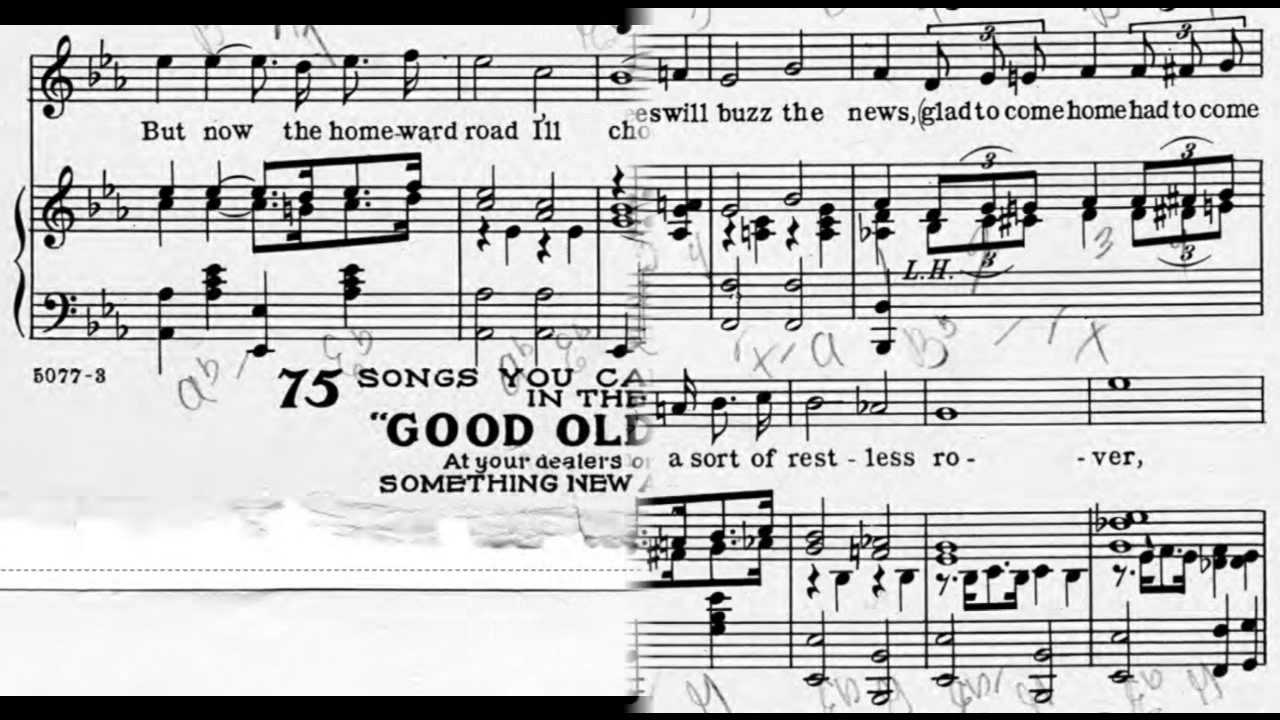 But now the home-ward road I'll cho
eeswill buzz the news, (glad to come home had to come
L.H.
5077-3
75 SONGS YOU CA
IN THE
"GOOD OLD
At your dealers or
SOMETHING NEW A
a sort of rest - less ro - - ver,